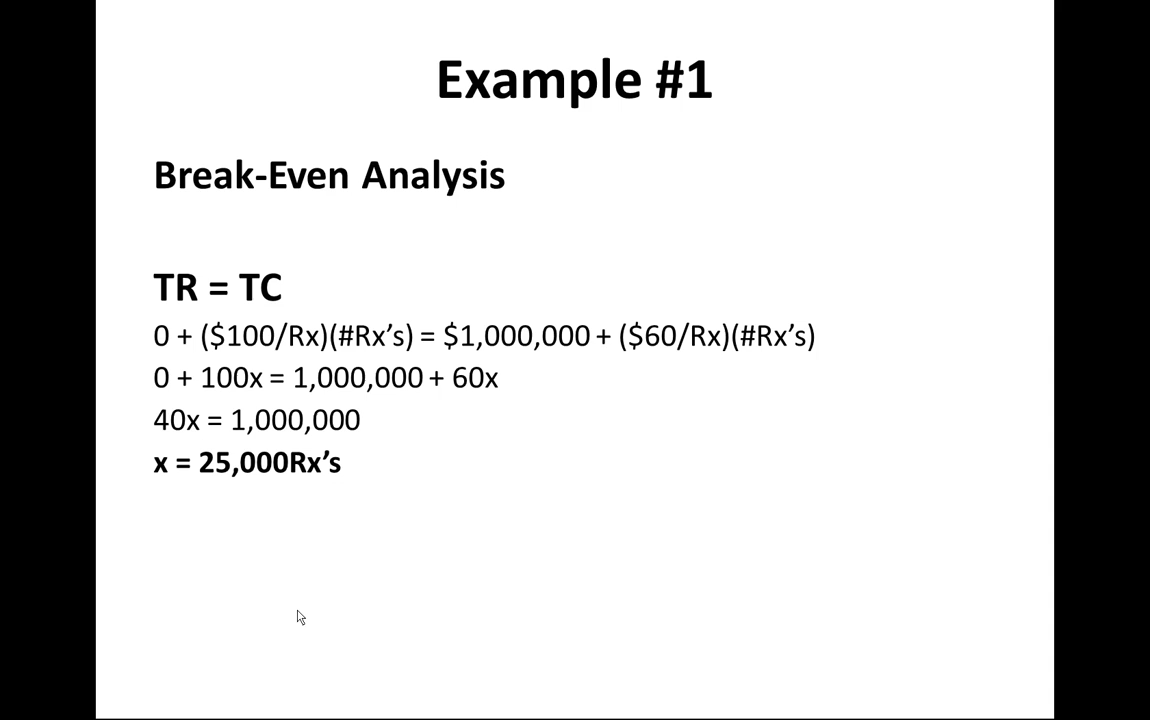 Example #1
Break-Even Analysis
TR = TC
0 + ($100/Rx)(#Rx’s) = $1,000,000 + ($60/Rx)(#Rx’s)
0 + 100x = 1,000,000 + 60x
40x = 1,000,000
x = 25,000Rx’s